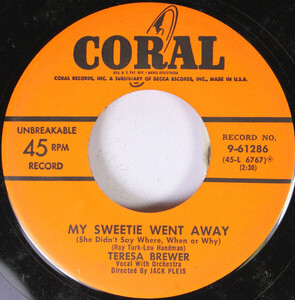 CORAL
REG. U.S. PAT. OFF. - MARCA REGISTRADA
CORAL RECORDS, INC. A SUBSIDIARY OF DECCA RECORDS, INC., MADE IN U.S.A.
UNBREAKABLE
45 RPM
RECORD
RECORD NO.
9-61286
(45-L 6767)
(2:30)
MY SWEETIE WENT AWAY
(She Didn't Say Where, When or Why)
(Roy Turk-Lou Handman)
TERESA BREWER
Vocal With Orchestra
Directed By JACK PLEIS